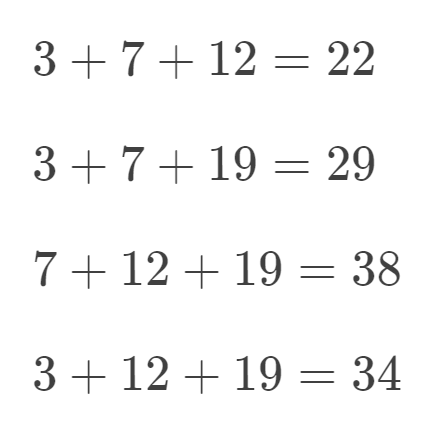 3 + 7 + 12 = 22
3 + 7 + 19 = 29
7 + 12 + 19 = 38
3 + 12 + 19 = 34